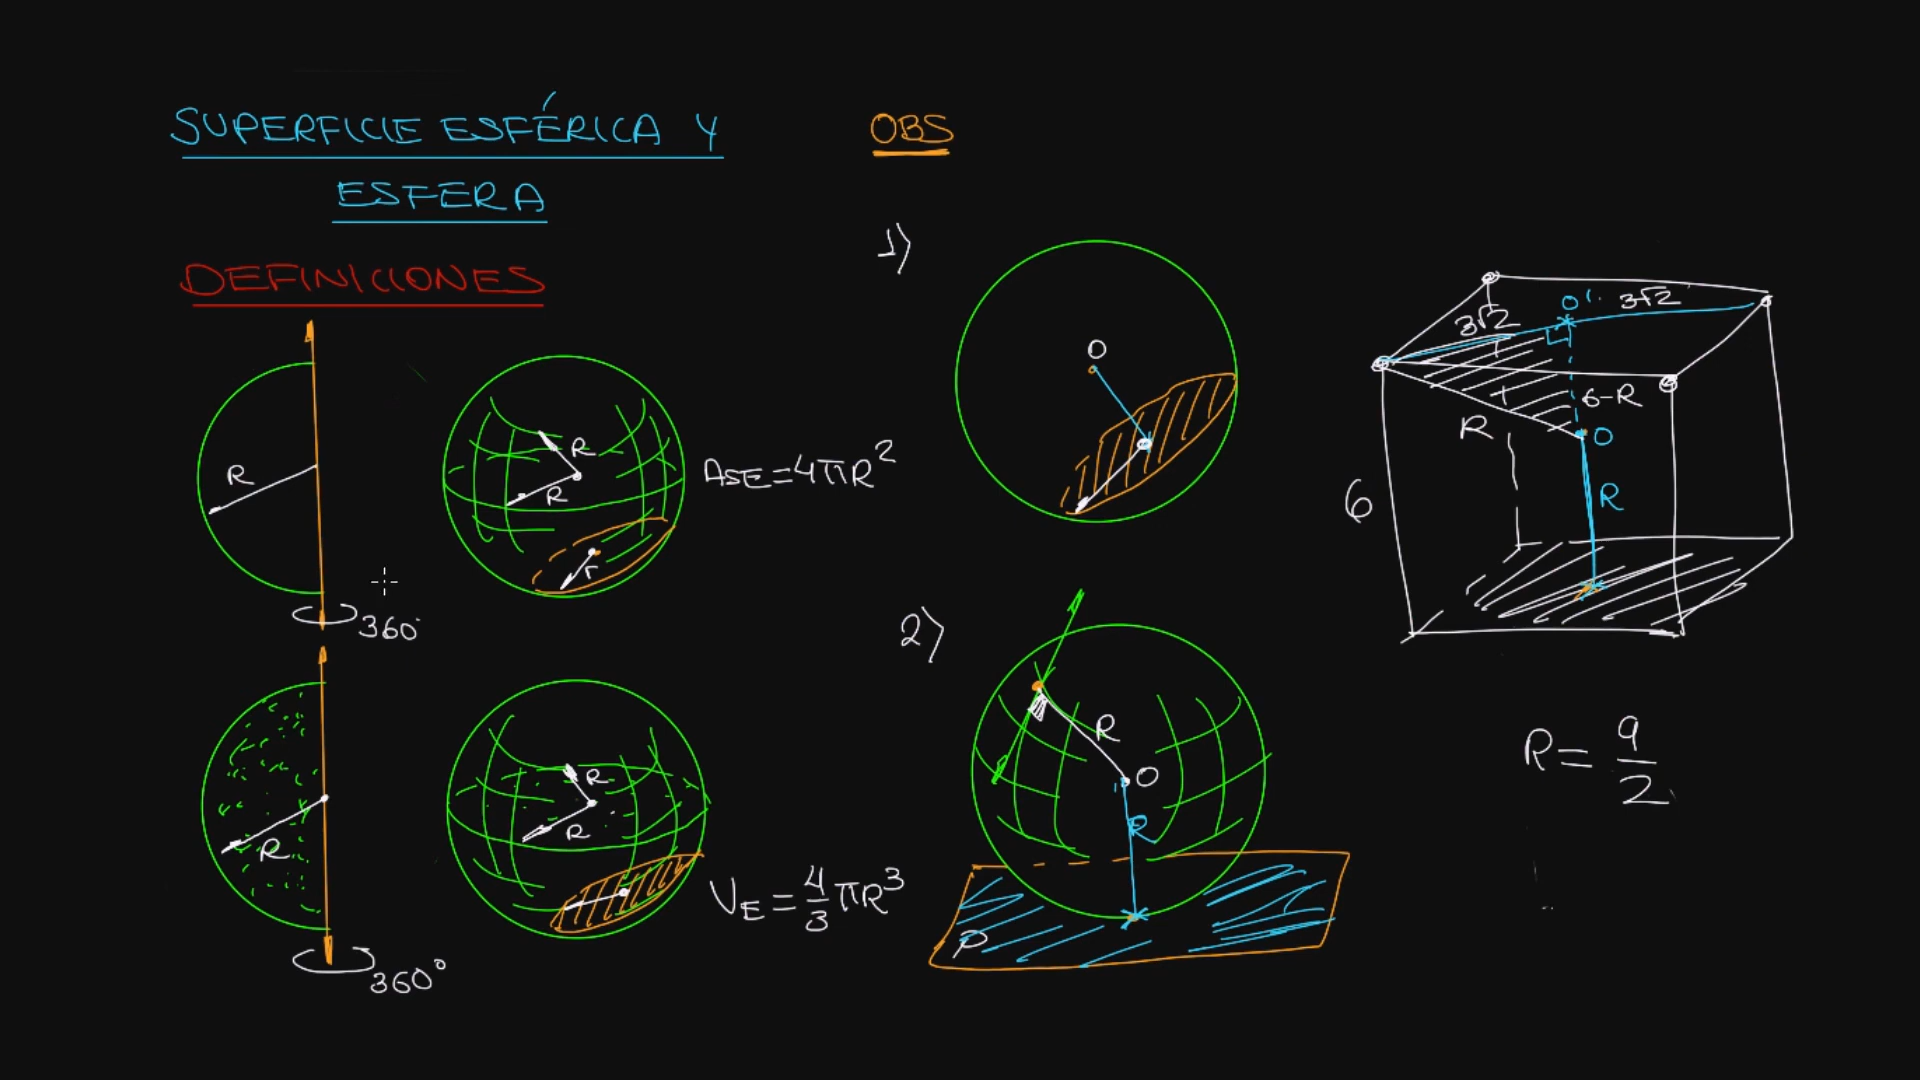 SUPERFICIE ESFÉRICA Y
ESFERA
DEFINICIONES
R
360°
R
R
r
ASE=4πR²
R
360°
R
R
VE=4/3πR³
OBS
1)
O
2)
R
O
R
P
O'
3√2
3√2
6-R
R
O
R
6
R=9/2